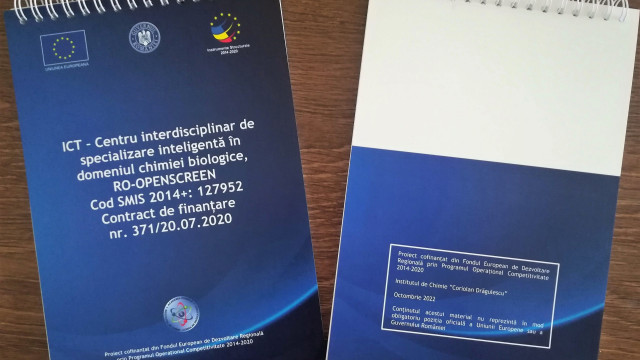 UNIUNEA EUROPEANĂ
Instrumente Structurale
2014-2020
ICT - Centru interdisciplinar de
specializare inteligentă în
domeniul chimiei biologice,
RO-OPENSCREEN
Cod SMIS 2014+: 127952
Contract de finanțare
nr. 371/20.07.2020
Proiect cofinanțat din Fondul European de Dezvoltare Regională
prin Programul Operațional Competitivitate 2014-2020
Proiect cofinanțat din Fondul European de Dezvoltare
Regională prin Programul Operațional Competitivitate
2014-2020
Institutul de Chimie "Coriolan Drăgulescu"
Octombrie 2022
Conținutul acestui material nu reprezintă în mod
obligatoriu poziția oficială a Uniunii Europene sau a
Guvernului României